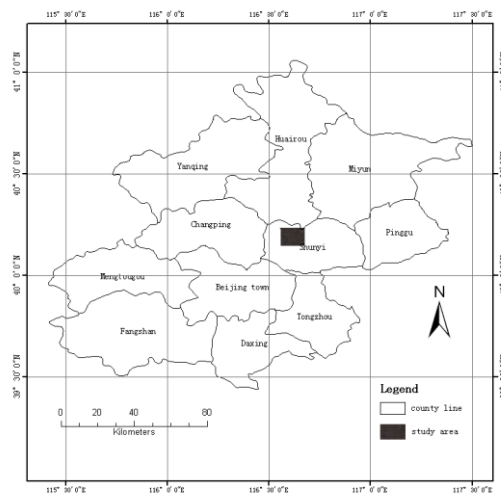 115° 30′0″E 116° 0′0″E 116° 30′0″E 117° 0′0″E 117° 30′0″E
41° 0′0″N
Huairou
Yanqing
Miyun
40° 30′0″N
Changping
Pinggu
Shunyi
40° 0′0″N
Mengtougou
Beijing town
Tongzhou
Fangshan
Daxing
39° 30′0″N
N
Legend
county line
study area
0 20 40 60 80
Kilometers
115° 30′0″E 116° 0′0″E 116° 30′0″E 117° 0′0″E 117° 30′0″E